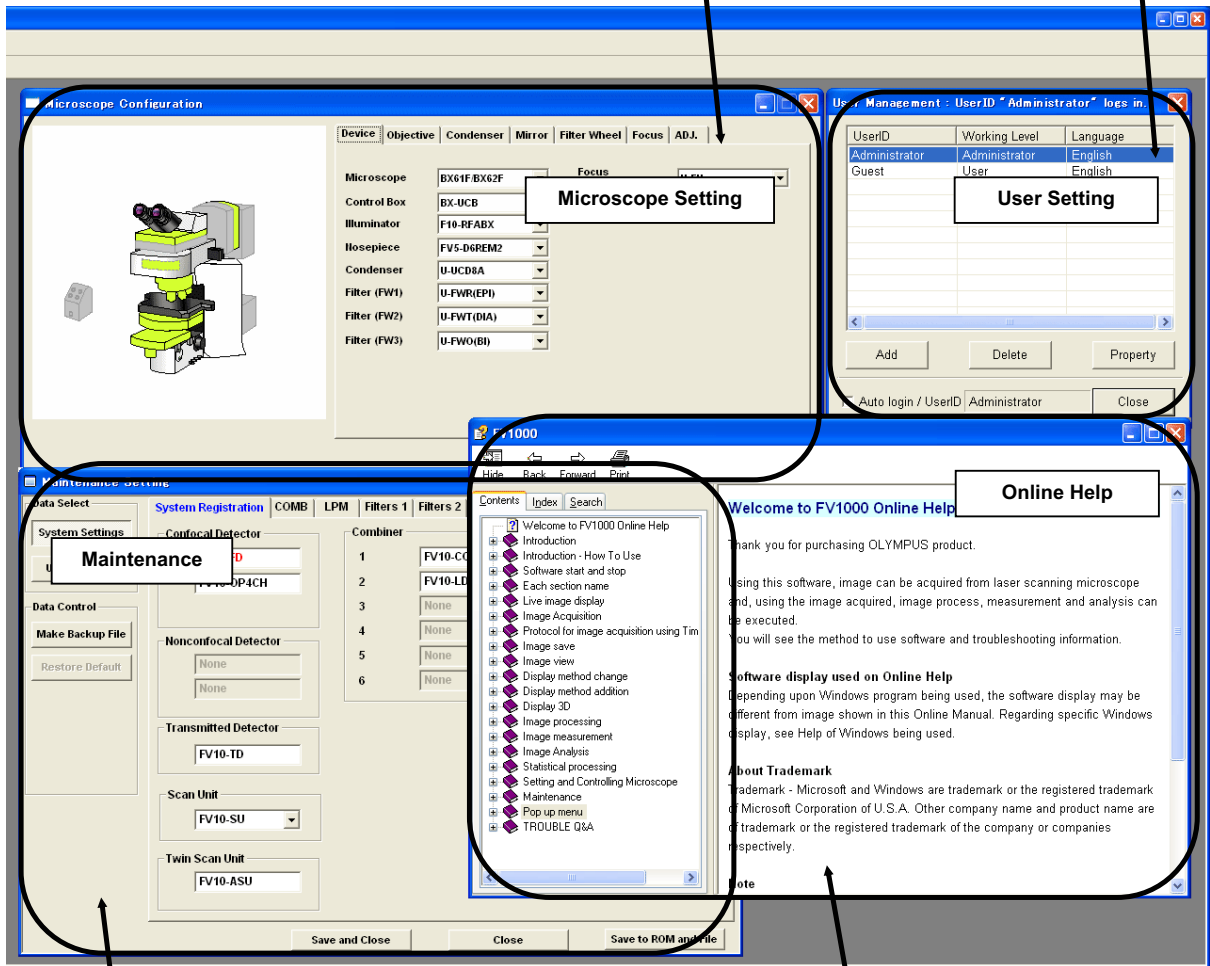 Microscope Configuration
Device Objective Condenser Mirror Filter Wheel Focus ADJ.
Microscope BX61F/BX62F Focus
Control Box BX-UCB
Illuminator F10-RFABX
Nosepiece FV5-D6REM2
Condenser U-UCD8A
Filter (FW1) U-FWR(EPI)
Filter (FW2) U-FWT(DIA)
Filter (FW3) U-FWO(BI)
Microscope Setting
User Management : UserID "Administrator" logs in.
UserID Working Level Language
Administrator Administrator English
Guest User English
User Setting
Add Delete Property
Auto login / UserID Administrator Close
Maintenance Setting
Data Select
System Settings
Maintenance
Data Control
Make Backup File
Restore Default
System Registration COMB LPM Filters 1 Filters 2
Confocal Detector
Nonconfocal Detector
None
None
Transmitted Detector
FV10-TD
Scan Unit
FV10-SU
Twin Scan Unit
FV10-ASU
Combiner
1 FV10-CO
2 FV10-LD
3 None
4 None
5 None
6 None
Save and Close Close Save to ROM and File
FV1000
Hide Back Forward Print
Contents Index Search
Welcome to FV1000 Online Help
Introduction
Introduction - How To Use
Software start and stop
Each section name
Live image display
Image Acquisition
Protocol for image acquisition using Tim
Image save
Image view
Display method change
Display method addition
Display 3D
Image processing
Image measurement
Image Analysis
Statistical processing
Setting and Controlling Microscope
Maintenance
Pop up menu
TROUBLE Q&A
Online Help
Welcome to FV1000 Online Help
Thank you for purchasing OLYMPUS product.
Using this software, image can be acquired from laser scanning microscope
and, using the image acquired, image process, measurement and analysis can
be executed.
You will see the method to use software and troubleshooting information.
Software display used on Online Help
Depending upon Windows program being used, the software display may be
different from image shown in this Online Manual. Regarding specific Windows
display, see Help of Windows being used.
About Trademark
Trademark - Microsoft and Windows are trademark or the registered trademark
of Microsoft Corporation of U.S.A. Other company name and product name are
of trademark or the registered trademark of the company or companies
respectively.
Note